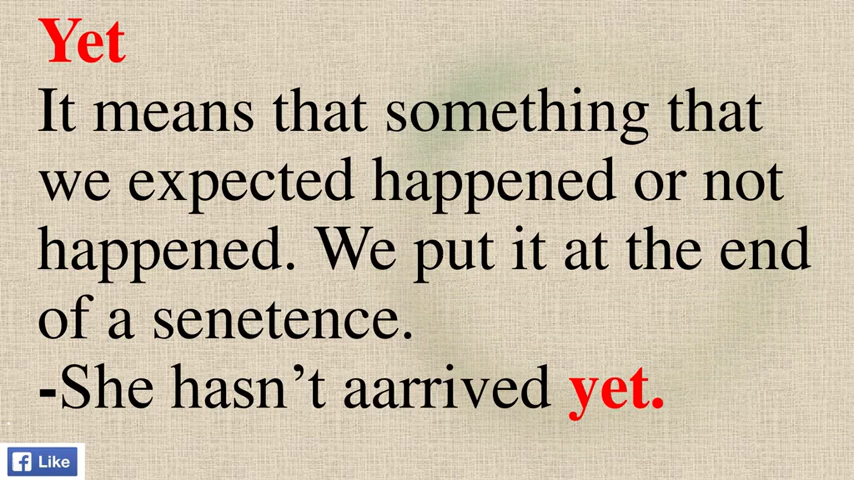 Yet
It means that something that
we expected happened or not
happened. We put it at the end
of a senetence.
-She hasn't aarrived yet.
f Like